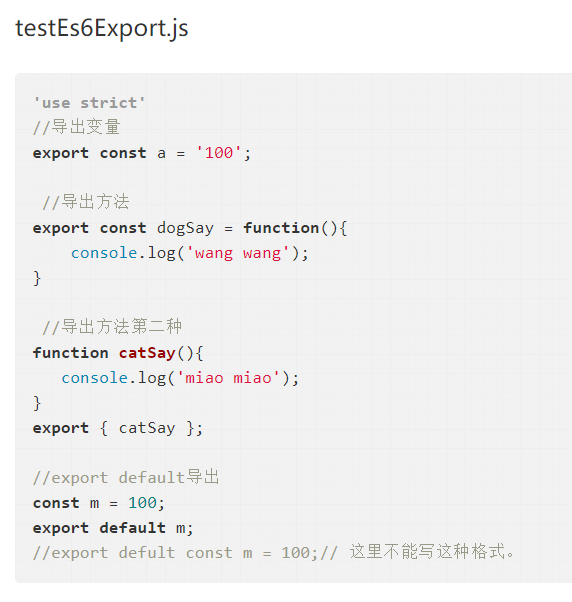 testEs6Export.js
'use strict'
//导出变量
export const a = '100';
//导出方法
export const dogSay = function(){
console.log('wang wang');
}
//导出方法第二种
function catSay(){
console.log('miao miao');
}
export { catSay };
//export default导出
const m = 100;
export default m;
//export defult const m = 100;// 这里不能写这种格式。